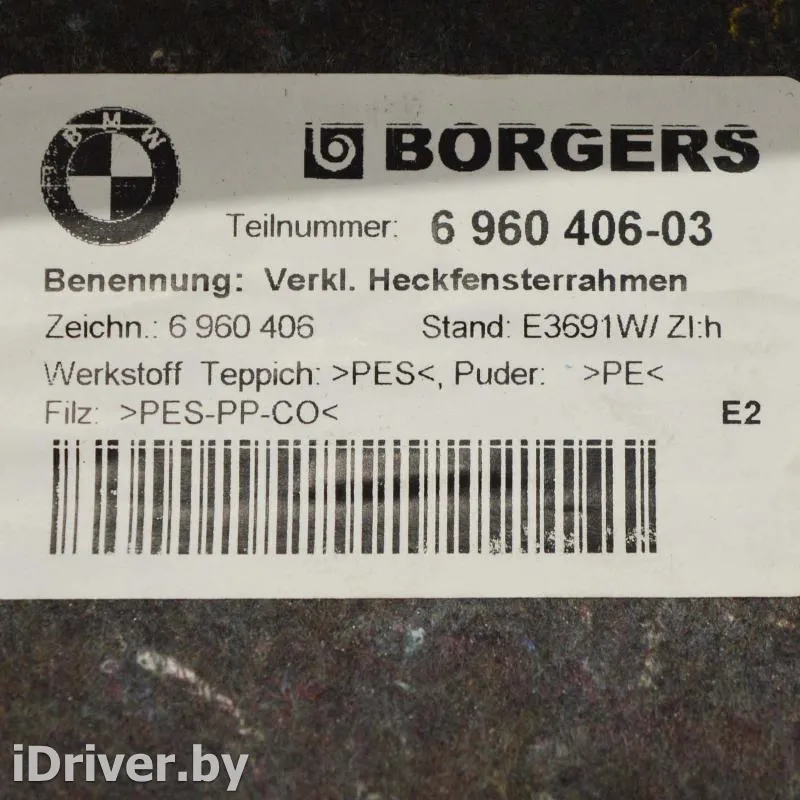 BMW
BORGERS
Teilnummer: 6 960 406-03
Benennung: Verkl. Heckfensterrahmen
Zeichn.: 6 960 406 Stand: E3691W/ ZI:h
Werkstoff Teppich: >PES<, Puder: >PE<
Filz: >PES-PP-CO< E2
iDriver.by